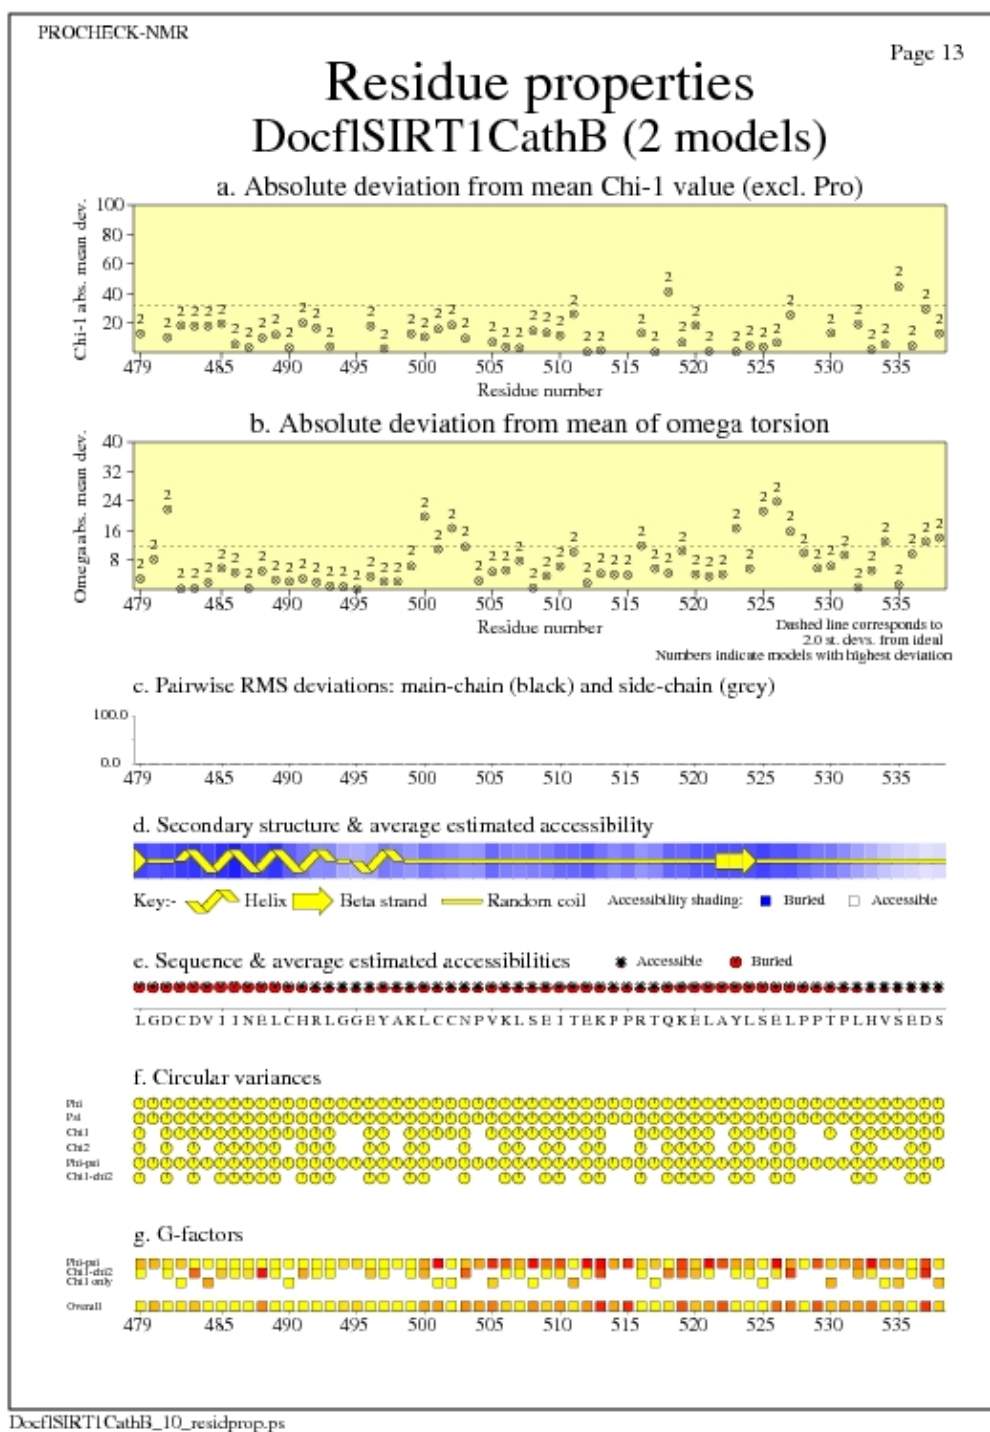 PROCHECK-NMR
Page 13
Residue properties
DocflSIRT1CathB (2 models)
a. Absolute deviation from mean Chi-1 value (excl. Pro)
Chi-1 abs. mean dev.
100
80
60
40
20
479 485 490 495 500 505 510 515 520 525 530 535
Residue number
b. Absolute deviation from mean of omega torsion
Omega abs. mean dev.
40
32
24
16
8
479 485 490 495 500 505 510 515 520 525 530 535
Residue number
Dashed line corresponds to
2.0 st. devs. from ideal
Numbers indicate models with highest deviation
c. Pairwise RMS deviations: main-chain (black) and side-chain (grey)
100.0
0.0
479 485 490 495 500 505 510 515 520 525 530 535
d. Secondary structure & average estimated accessibility
Key:- Helix Beta strand Random coil Accessibility shading: Buried Accessible
e. Sequence & average estimated accessibilities Accessible Buried
L G D C D V I I N E L C H R L G G E Y A K L C C N P V K L S E I T E K P P R T Q K E L A Y L S E L P P T P L H V S E D S
f. Circular variances
Phi
Psi
Chi1
Chi2
Phi-psi
Chi1-chi2
g. G-factors
Phi-psi
Chi1-chi2
Chi1 only
Overall
479 485 490 495 500 505 510 515 520 525 530 535
DocflSIRT1CathB_10_residprop.ps